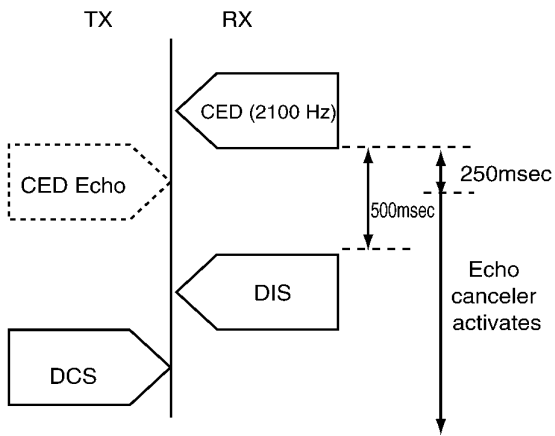 TX RX
CED (2100 Hz)
CED Echo
250msec
500msec
DIS
Echo
canceler
activates
DCS